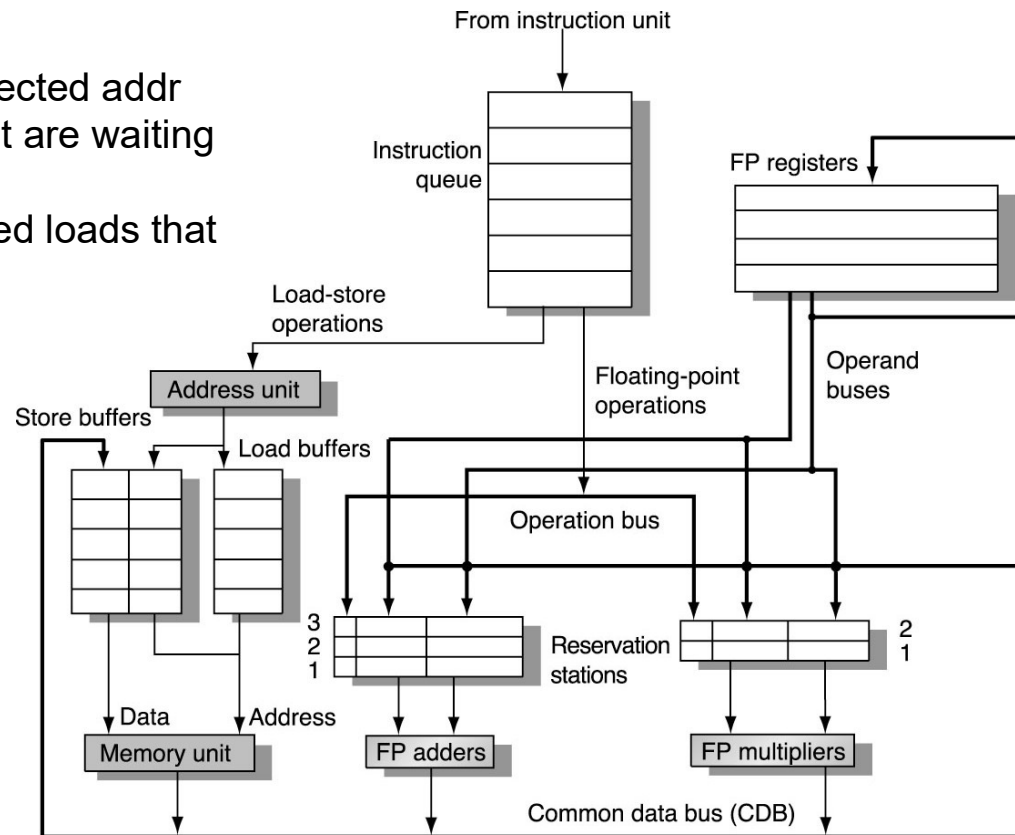 From instruction unit
ected addr
t are waiting
ed loads that
Instruction
queue
FP registers
Load-store
operations
Address unit
Floating-point
operations
Operand
buses
Store buffers
Load buffers
Operation bus
3
2
1
Reservation
stations
2
1
Data
Address
Memory unit
FP adders
FP multipliers
Common data bus (CDB)